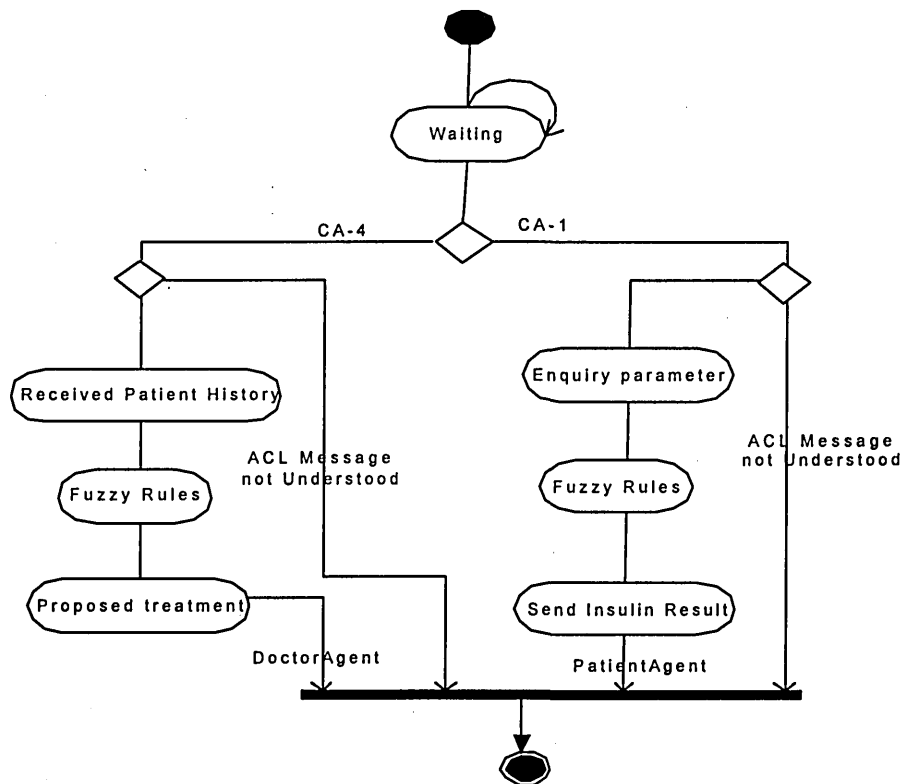 Waiting
CA-4
CA-1
Received Patient History
Enquiry parameter
ACL Message
not Understood
ACL Message
not Understood
Fuzzy Rules
Fuzzy Rules
Proposed treatment
Send Insulin Result
DoctorAgent
PatientAgent